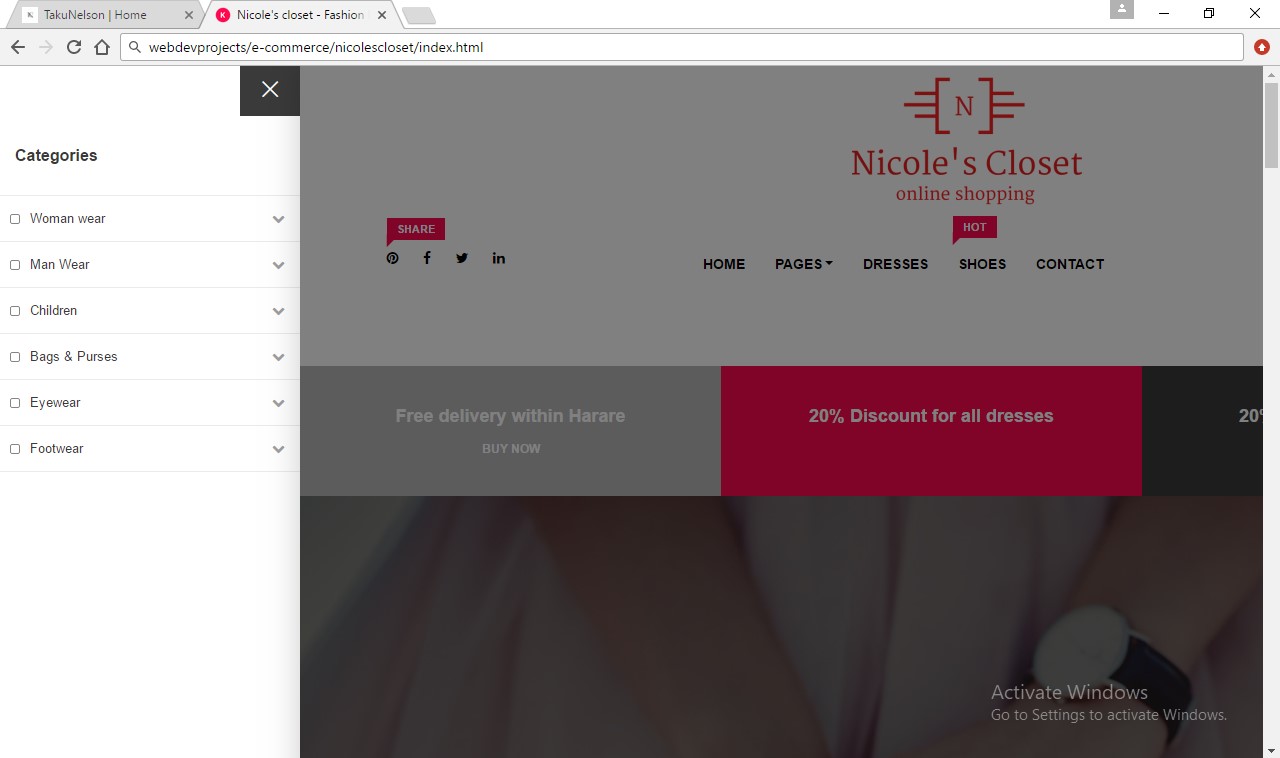 TakuNelson | Home
Nicole's closet - Fashion
webdevprojects/e-commerce/nicolescloset/index.html
Categories
Woman wear
Man Wear
Children
Bags & Purses
Eyewear
Footwear
N
Nicole's Closet
online shopping
SHARE
HOT
HOME PAGES DRESSES SHOES CONTACT
Free delivery within Harare
BUY NOW
20% Discount for all dresses
20%
Activate Windows
Go to Settings to activate Windows.